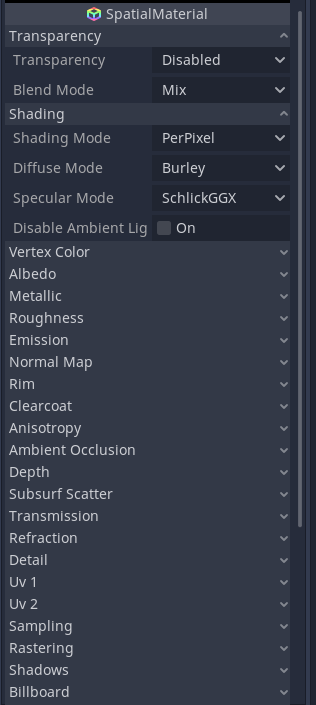 SpatialMaterial
Transparency
Transparency Disabled
Blend Mode Mix
Shading
Shading Mode PerPixel
Diffuse Mode Burley
Specular Mode SchlickGGX
Disable Ambient Lig On
Vertex Color
Albedo
Metallic
Roughness
Emission
Normal Map
Rim
Clearcoat
Anisotropy
Ambient Occlusion
Depth
Subsurf Scatter
Transmission
Refraction
Detail
Uv 1
Uv 2
Sampling
Rastering
Shadows
Billboard